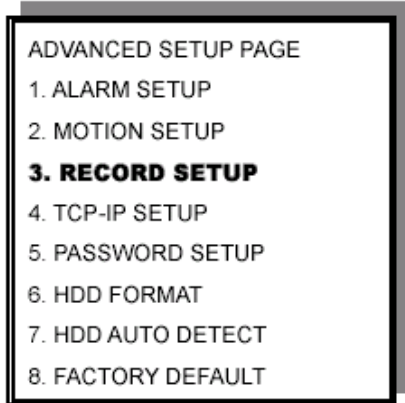 ADVANCED SETUP PAGE
1. ALARM SETUP
2. MOTION SETUP
3. RECORD SETUP
4. TCP-IP SETUP
5. PASSWORD SETUP
6. HDD FORMAT
7. HDD AUTO DETECT
8. FACTORY DEFAULT